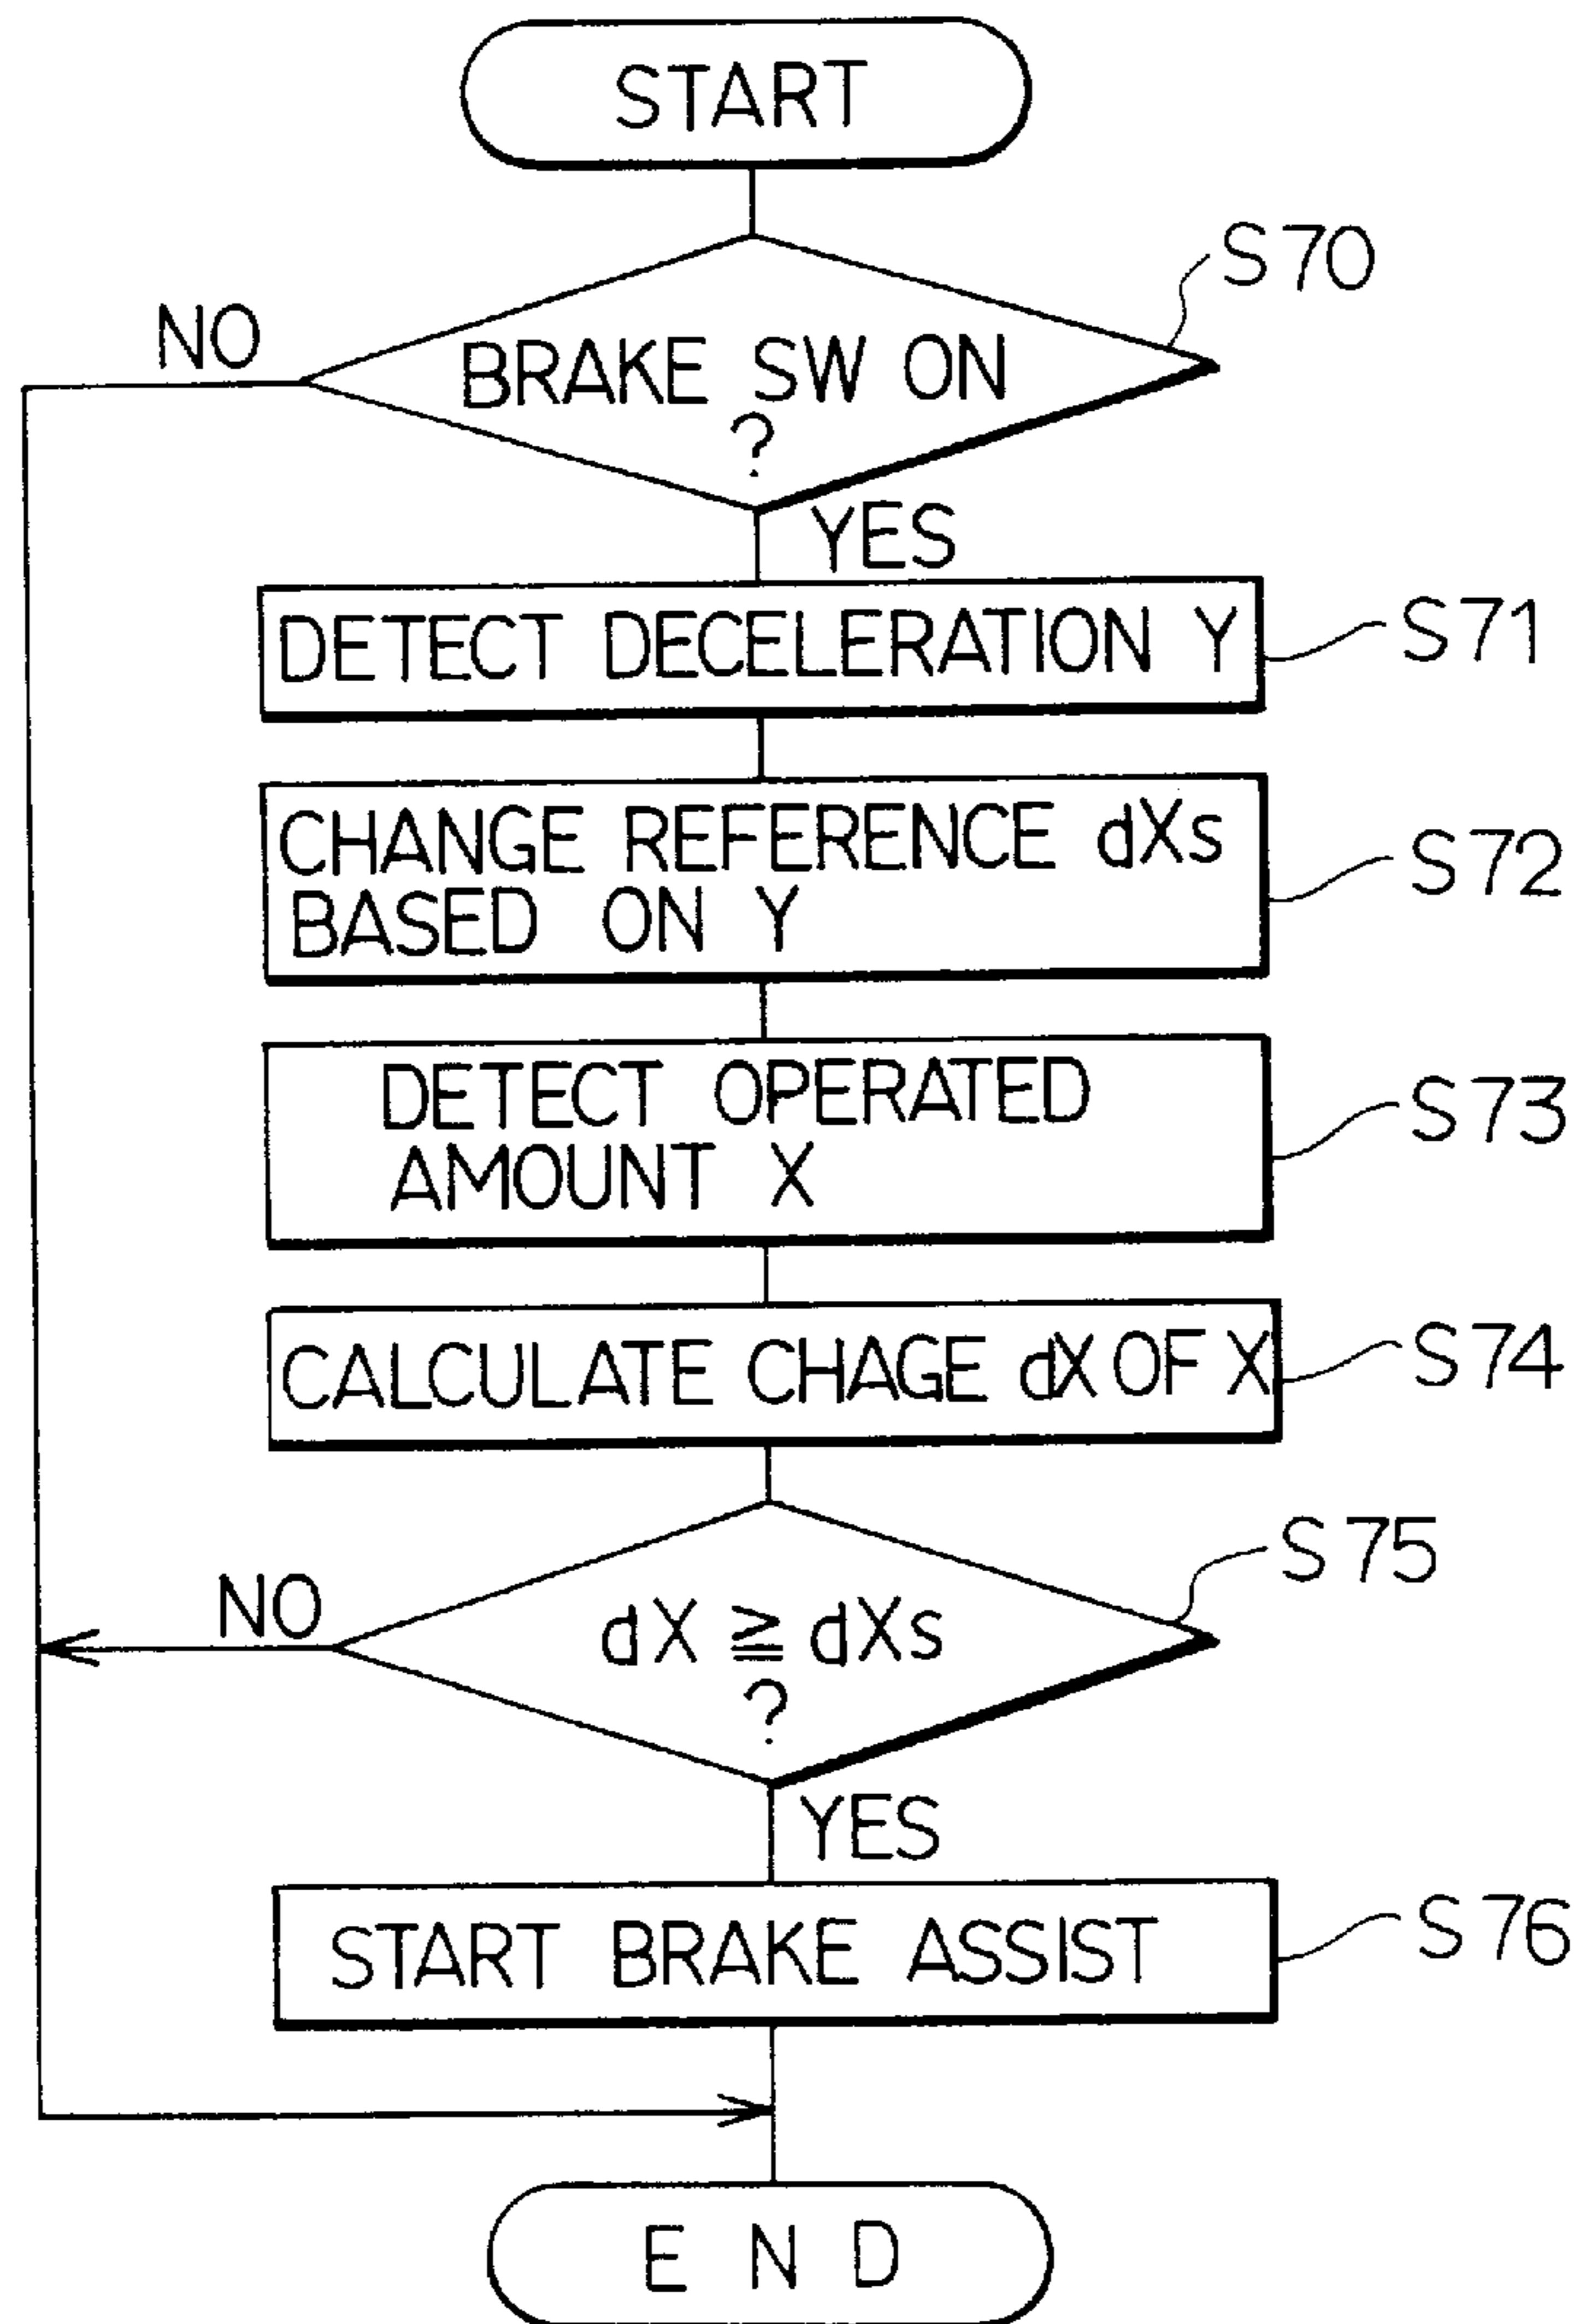 START
S70
NO
BRAKE SW ON
?
YES
DETECT DECELERATION Y
S71
CHANGE REFERENCE dXs
BASED ON Y
S72
DETECT OPERATED
AMOUNT X
S73
CALCULATE CHAGE dX OF X
S74
S75
NO
dX ≧ dXs
?
YES
START BRAKE ASSIST
S76
END